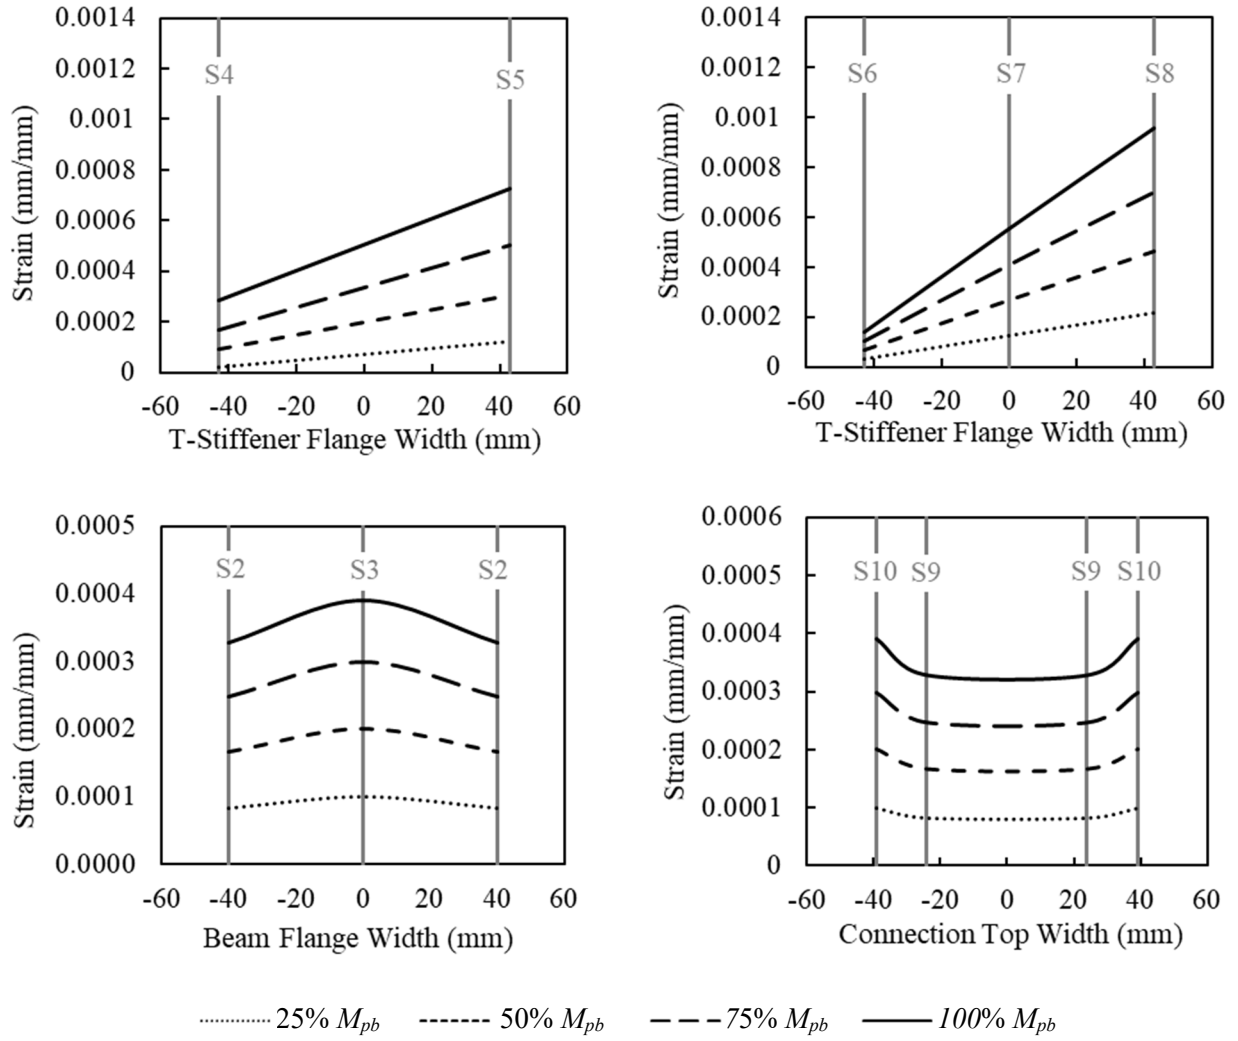 0.0014
0.0012
0.001
0.0008
0.0006
0.0004
0.0002
0
Strain (mm/mm)
S4
S5
-60 -40 -20 0 20 40 60
T-Stiffener Flange Width (mm)
0.0014
0.0012
0.001
0.0008
0.0006
0.0004
0.0002
0
Strain (mm/mm)
S6 S7 S8
-60 -40 -20 0 20 40 60
T-Stiffener Flange Width (mm)
0.0005
0.0004
0.0003
0.0002
0.0001
0.0000
Strain (mm/mm)
S2 S3 S2
-60 -40 -20 0 20 40 60
Beam Flange Width (mm)
0.0006
0.0005
0.0004
0.0003
0.0002
0.0001
0
Strain (mm/mm)
S10 S9 S9 S10
-60 -40 -20 0 20 40 60
Connection Top Width (mm)
25% Mpb 50% Mpb 75% Mpb 100% Mpb